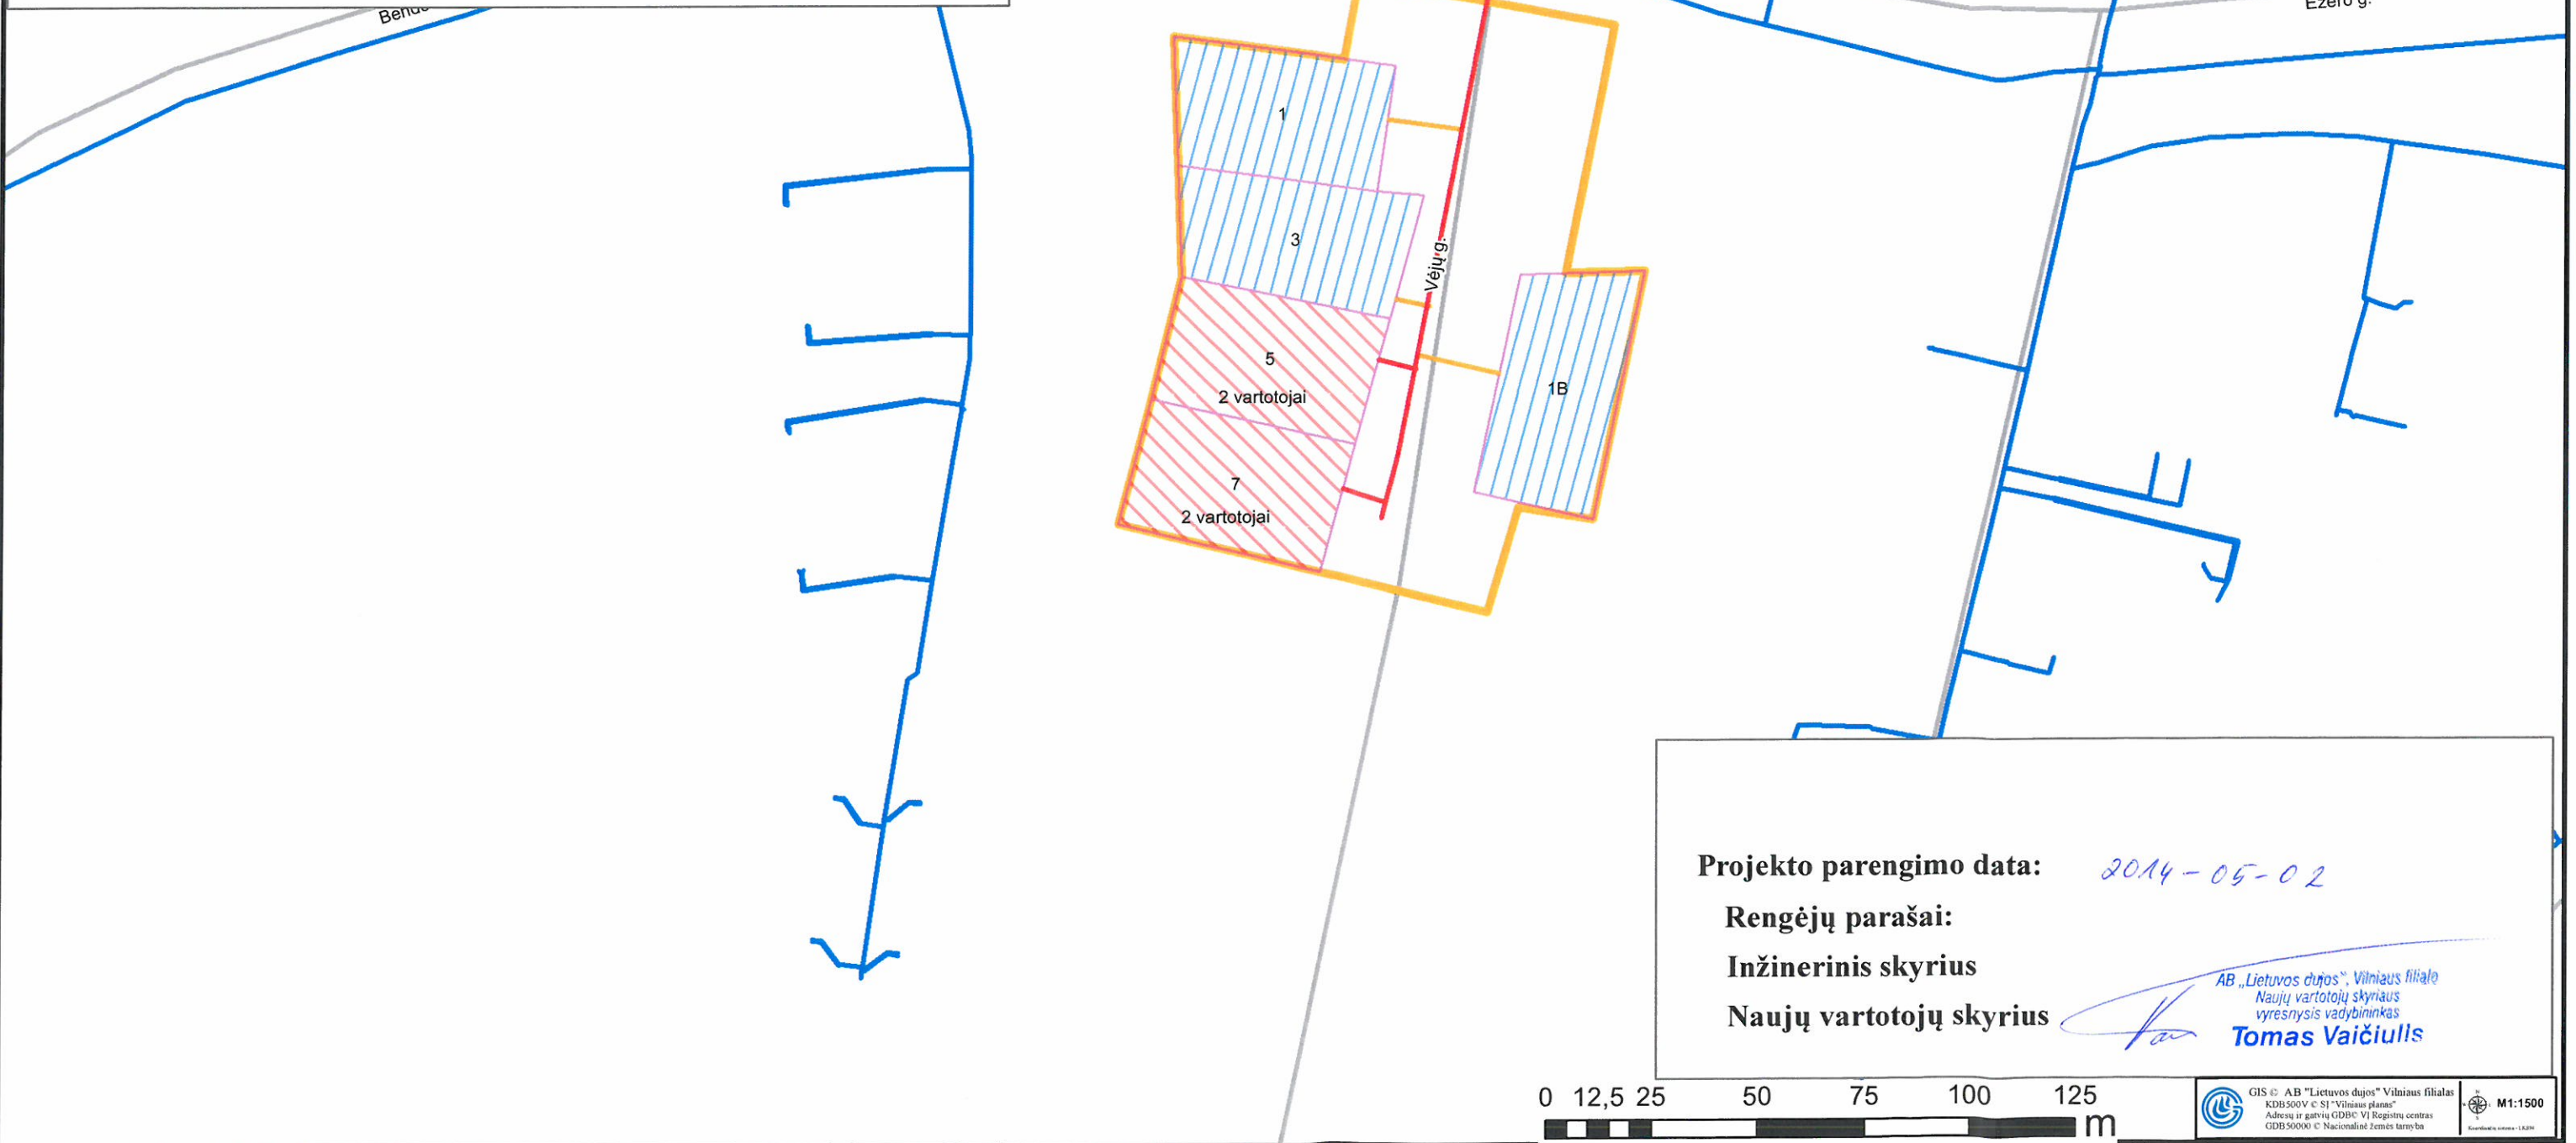 Ežero g.
1
3
Vėjų g.
5
2 vartotojai
1B
7
2 vartotojai
Projekto parengimo data: 2014-05-02
Rengėjų parašai:
Inžinerinis skyrius
Naujų vartotojų skyrius
AB „Lietuvos dujos“, Vilniaus filialo
Naujų vartotojų skyriaus
vyresnysis vadybininkas
Tomas Vaičiulis
0 12,5 25 50 75 100 125
m
GIS © AB "Lietuvos dujos" Vilniaus filialas
KDB500V © SĮ "Vilniaus planas"
Adresų ir gatvių GDB© VĮ Registrų centras
GDB50000 © Nacionalinė žemės tarnyba
M1:1500